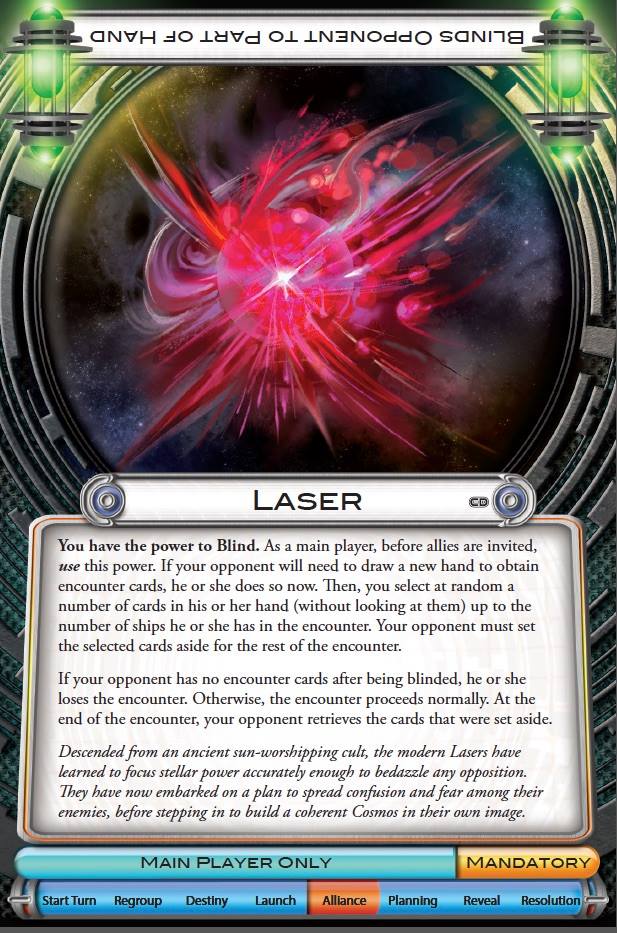 Blinds Opponent to Part of Hand
Laser
You have the power to Blind. As a main player, before allies are invited,
use this power. If your opponent will need to draw a new hand to obtain
encounter cards, he or she does so now. Then, you select at random a
number of cards in his or her hand (without looking at them) up to the
number of ships he or she has in the encounter. Your opponent must set
the selected cards aside for the rest of the encounter.
If your opponent has no encounter cards after being blinded, he or she
loses the encounter. Otherwise, the encounter proceeds normally. At the
end of the encounter, your opponent retrieves the cards that were set aside.
Descended from an ancient sun-worshipping cult, the modern Lasers have
learned to focus stellar power accurately enough to bedazzle any opposition.
They have now embarked on a plan to spread confusion and fear among their
enemies, before stepping in to build a coherent Cosmos in their own image.
Main Player Only Mandatory
Start Turn Regroup Destiny Launch Alliance Planning Reveal Resolution